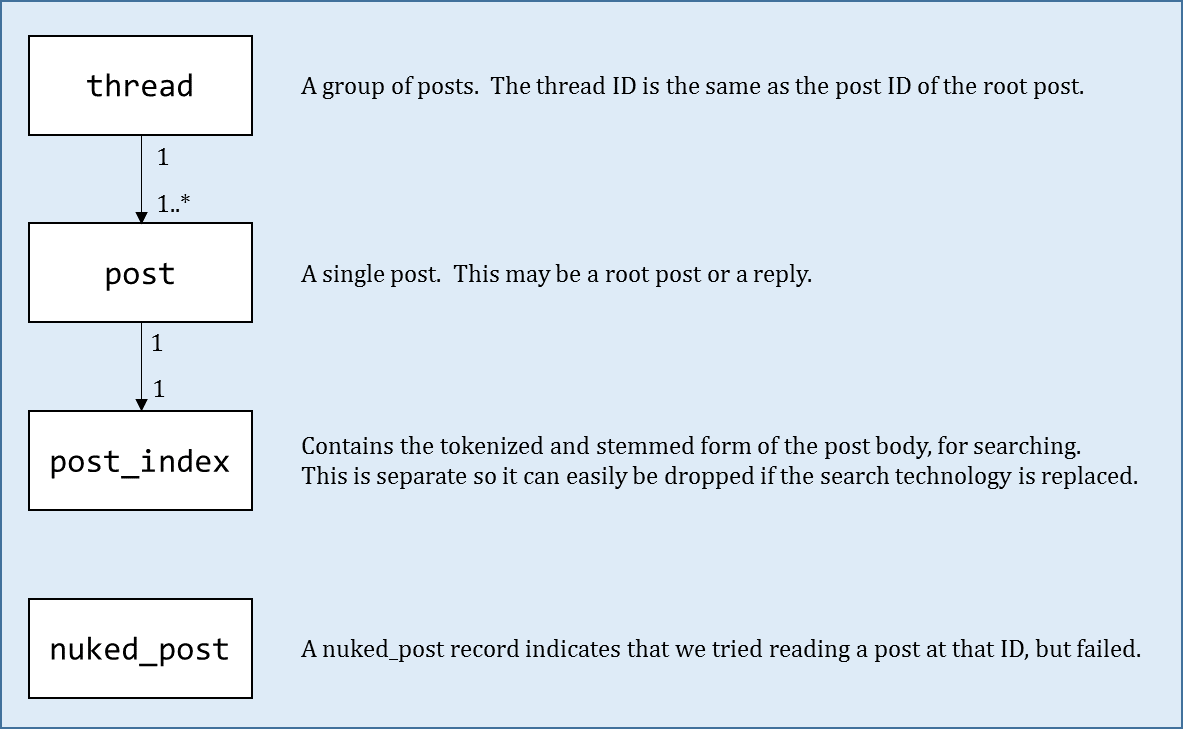 thread
A group of posts.  The thread ID is the same as the post ID of the root post.
1
1..*
post
A single post.  This may be a root post or a reply.
1
1
post_index
Contains the tokenized and stemmed form of the post body, for searching.
This is separate so it can easily be dropped if the search technology is replaced.
nuked_post
A nuked_post record indicates that we tried reading a post at that ID, but failed.